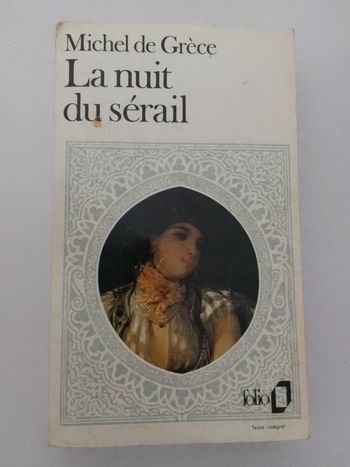 Michel de Grèce
La nuit
du sérail
folio
Texte intégral